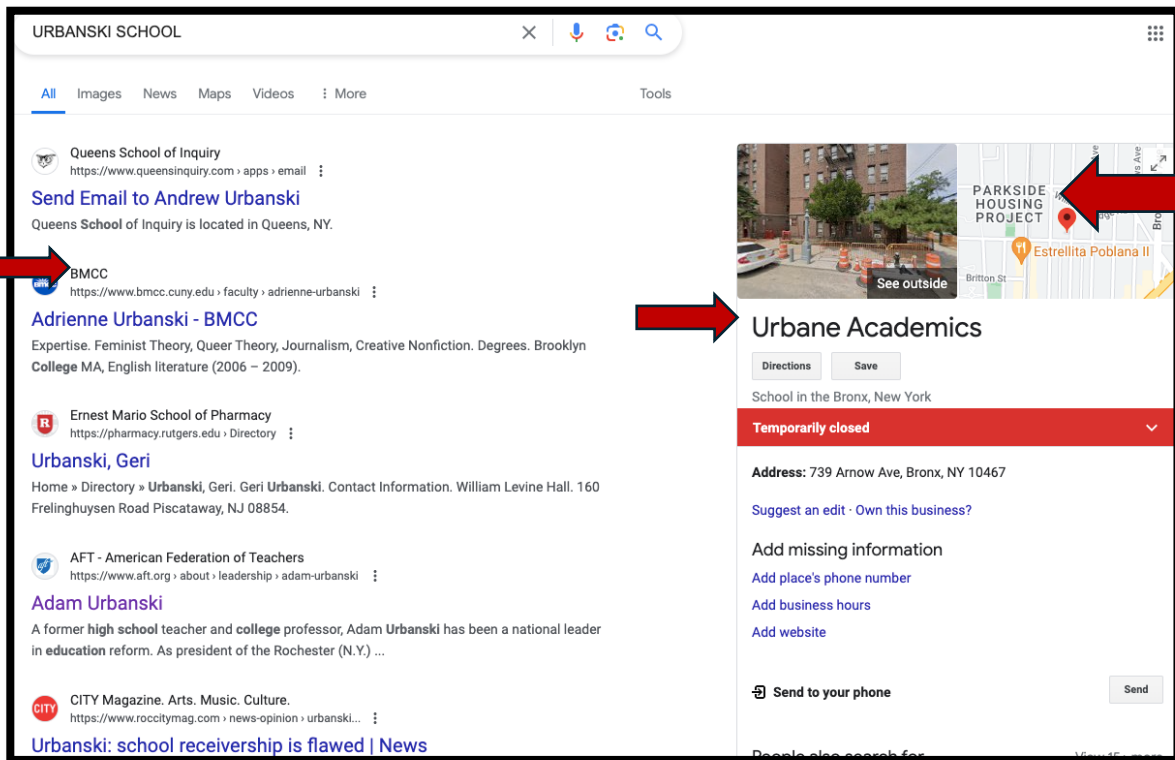 URBANSKI SCHOOL
All Images News Maps Videos More Tools
Queens School of Inquiry
https://www.queensinquiry.com › apps › email
Send Email to Andrew Urbanski
Queens School of Inquiry is located in Queens, NY.
BMCC
https://www.bmcc.cuny.edu › faculty › adrienne-urbanski
Adrienne Urbanski - BMCC
Expertise. Feminist Theory, Queer Theory, Journalism, Creative Nonfiction. Degrees. Brooklyn
College MA, English literature (2006 – 2009).
R
Ernest Mario School of Pharmacy
https://pharmacy.rutgers.edu › Directory
Urbanski, Geri
Home » Directory » Urbanski, Geri. Geri Urbanski. Contact Information. William Levine Hall. 160
Frelinghuysen Road Piscataway, NJ 08854.
AFT - American Federation of Teachers
https://www.aft.org › about › leadership › adam-urbanski
Adam Urbanski
A former high school teacher and college professor, Adam Urbanski has been a national leader
in education reform. As president of the Rochester (N.Y.) ...
CITY
CITY Magazine. Arts. Music. Culture.
https://www.roccitymag.com › news-opinion › urbanski...
Urbanski: school receivership is flawed | News
See outside
PARKSIDE
HOUSING
PROJECT
Estrellita Poblana II
Britton St
Urbane Academics
Directions Save
School in the Bronx, New York
Temporarily closed
Address: 739 Arnow Ave, Bronx, NY 10467
Suggest an edit · Own this business?
Add missing information
Add place's phone number
Add business hours
Add website
Send to your phone Send
People also search for View 15+ more